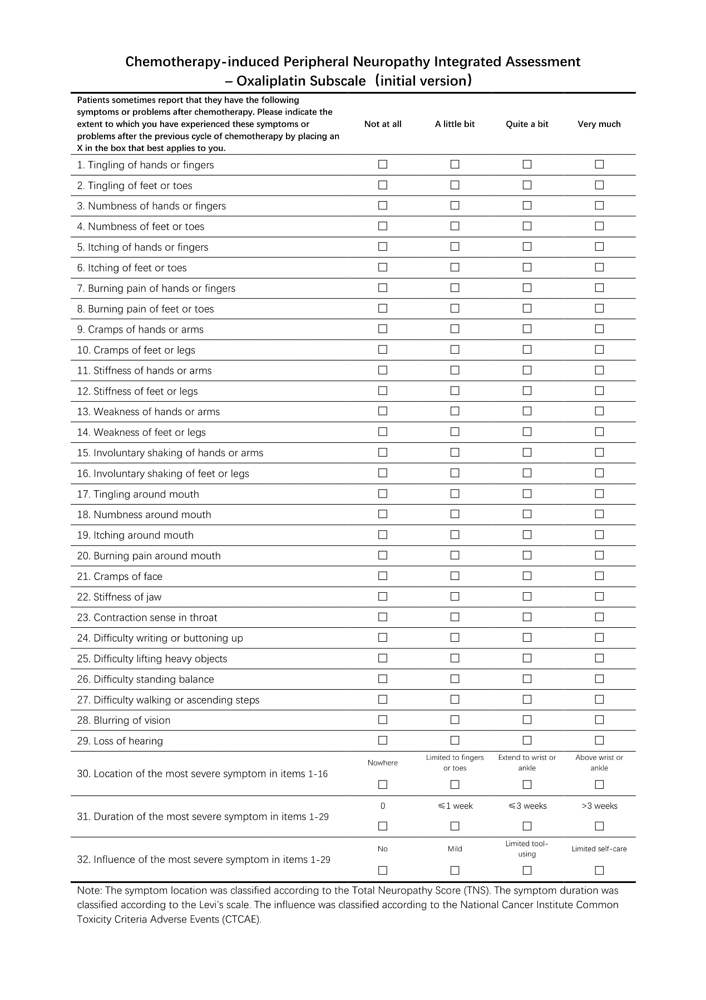 Chemotherapy-induced Peripheral Neuropathy Integrated Assessment
– Oxaliplatin Subscale（initial version）
Patients sometimes report that they have the following
symptoms or problems after chemotherapy. Please indicate the
extent to which you have experienced these symptoms or
problems after the previous cycle of chemotherapy by placing an
X in the box that best applies to you.
Not at all A little bit Quite a bit Very much
1. Tingling of hands or fingers □ □ □ □
2. Tingling of feet or toes □ □ □ □
3. Numbness of hands or fingers □ □ □ □
4. Numbness of feet or toes □ □ □ □
5. Itching of hands or fingers □ □ □ □
6. Itching of feet or toes □ □ □ □
7. Burning pain of hands or fingers □ □ □ □
8. Burning pain of feet or toes □ □ □ □
9. Cramps of hands or arms □ □ □ □
10. Cramps of feet or legs □ □ □ □
11. Stiffness of hands or arms □ □ □ □
12. Stiffness of feet or legs □ □ □ □
13. Weakness of hands or arms □ □ □ □
14. Weakness of feet or legs □ □ □ □
15. Involuntary shaking of hands or arms □ □ □ □
16. Involuntary shaking of feet or legs □ □ □ □
17. Tingling around mouth □ □ □ □
18. Numbness around mouth □ □ □ □
19. Itching around mouth □ □ □ □
20. Burning pain around mouth □ □ □ □
21. Cramps of face □ □ □ □
22. Stiffness of jaw □ □ □ □
23. Contraction sense in throat □ □ □ □
24. Difficulty writing or buttoning up □ □ □ □
25. Difficulty lifting heavy objects □ □ □ □
26. Difficulty standing balance □ □ □ □
27. Difficulty walking or ascending steps □ □ □ □
28. Blurring of vision □ □ □ □
29. Loss of hearing □ □ □ □
30. Location of the most severe symptom in items 1-16
Nowhere
Limited to fingers
or toes
Extend to wrist or
ankle
Above wrist or
ankle
□ □ □ □
31. Duration of the most severe symptom in items 1-29
0 ≤1 week ≤3 weeks >3 weeks
□ □ □ □
32. Influence of the most severe symptom in items 1-29
No
Mild
Limited tool-
using
Limited self-care
□ □ □ □
Note: The symptom location was classified according to the Total Neuropathy Score (TNS). The symptom duration was
classified according to the Levi's scale. The influence was classified according to the National Cancer Institute Common
Toxicity Criteria Adverse Events (CTCAE).